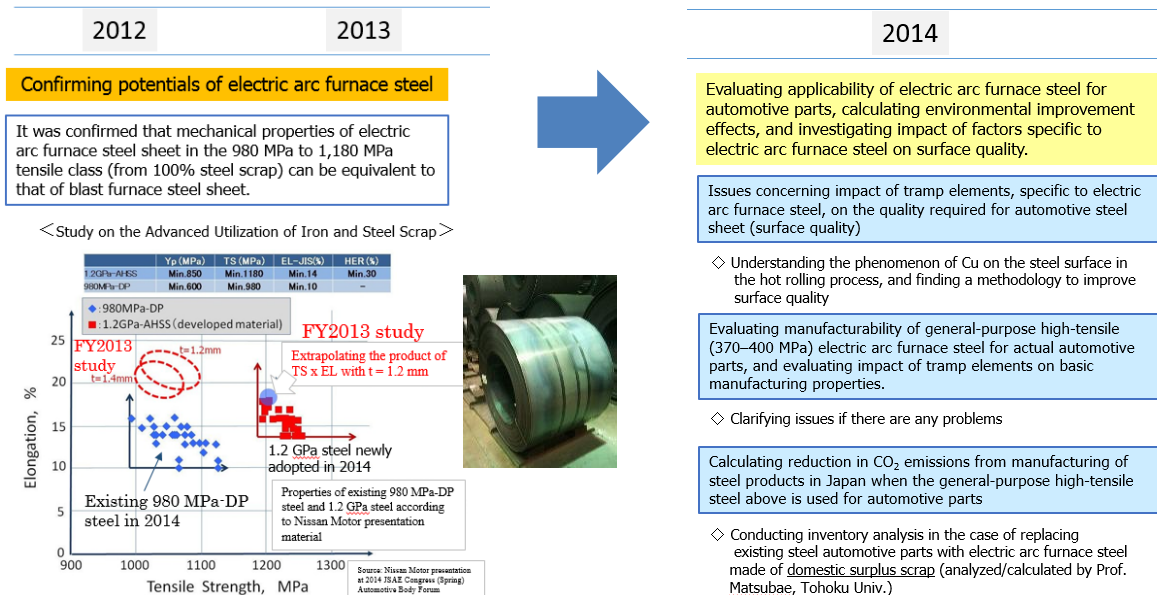 2012
2013
Confirming potentials of electric arc furnace steel
It was confirmed that mechanical properties of electric
arc furnace steel sheet in the 980 MPa to 1,180 MPa
tensile class (from 100% steel scrap) can be equivalent to
that of blast furnace steel sheet.
＜Study on the Advanced Utilization of Iron and Steel Scrap＞
Yp (MPa) TS (MPa) EL-JIS(%) HER (%)
1.2GPa-AHSS Min.850 Min.1180 Min.14 Min.30
980MPa-DP Min.600 Min.980 Min.10 –
◆:980MPa-DP
■:1.2GPa-AHSS(developed material)
FY2013 study
FY2013
study
t=1.2mm
t=1.4mm
Extrapolating the product of
TS x EL with t = 1.2 mm
25
20
15
10
5
0
Elongation, %
1.2 GPa steel newly
adopted in 2014
Existing 980 MPa-DP
steel in 2014
Properties of existing 980 MPa-DP
steel and 1.2 GPa steel according
to Nissan Motor presentation
material
900 1000 1100 1200 1300
Tensile Strength, MPa
Source: Nissan Motor presentation
at 2014 JSAE Congress (Spring)
Automotive Body Forum
2014
Evaluating applicability of electric arc furnace steel for
automotive parts, calculating environmental improvement
effects, and investigating impact of factors specific to
electric arc furnace steel on surface quality.
Issues concerning impact of tramp elements, specific to electric
arc furnace steel, on the quality required for automotive steel
sheet (surface quality)
◇ Understanding the phenomenon of Cu on the steel surface in
the hot rolling process, and finding a methodology to improve
surface quality
Evaluating manufacturability of general-purpose high-tensile
(370–400 MPa) electric arc furnace steel for actual automotive
parts, and evaluating impact of tramp elements on basic
manufacturing properties.
◇ Clarifying issues if there are any problems
Calculating reduction in CO₂ emissions from manufacturing of
steel products in Japan when the general-purpose high-tensile
steel above is used for automotive parts
◇ Conducting inventory analysis in the case of replacing
existing steel automotive parts with electric arc furnace steel
made of domestic surplus scrap (analyzed/calculated by Prof.
Matsubae, Tohoku Univ.)